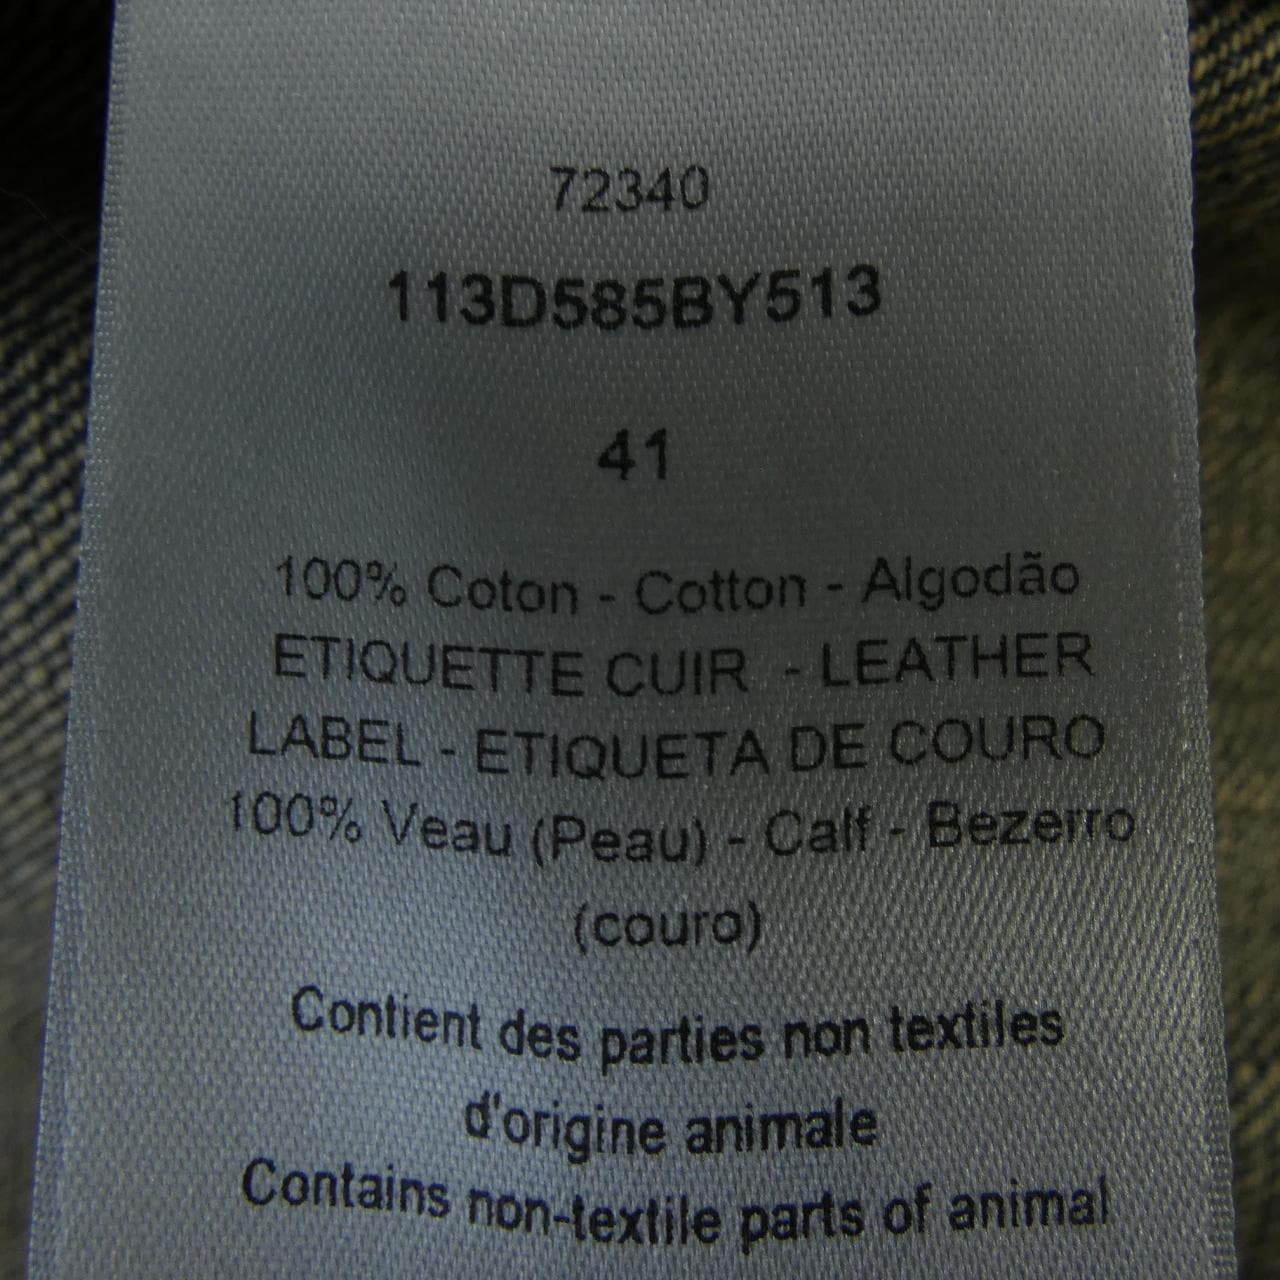 72340
113D585BY513
41
100% Coton - Cotton - Algodão
ETIQUETTE CUIR - LEATHER
LABEL - ETIQUETA DE COURO
100% Veau (Peau) - Calf - Bezerro
(couro)
Contient des parties non textiles
d'origine animale
Contains non-textile parts of animal